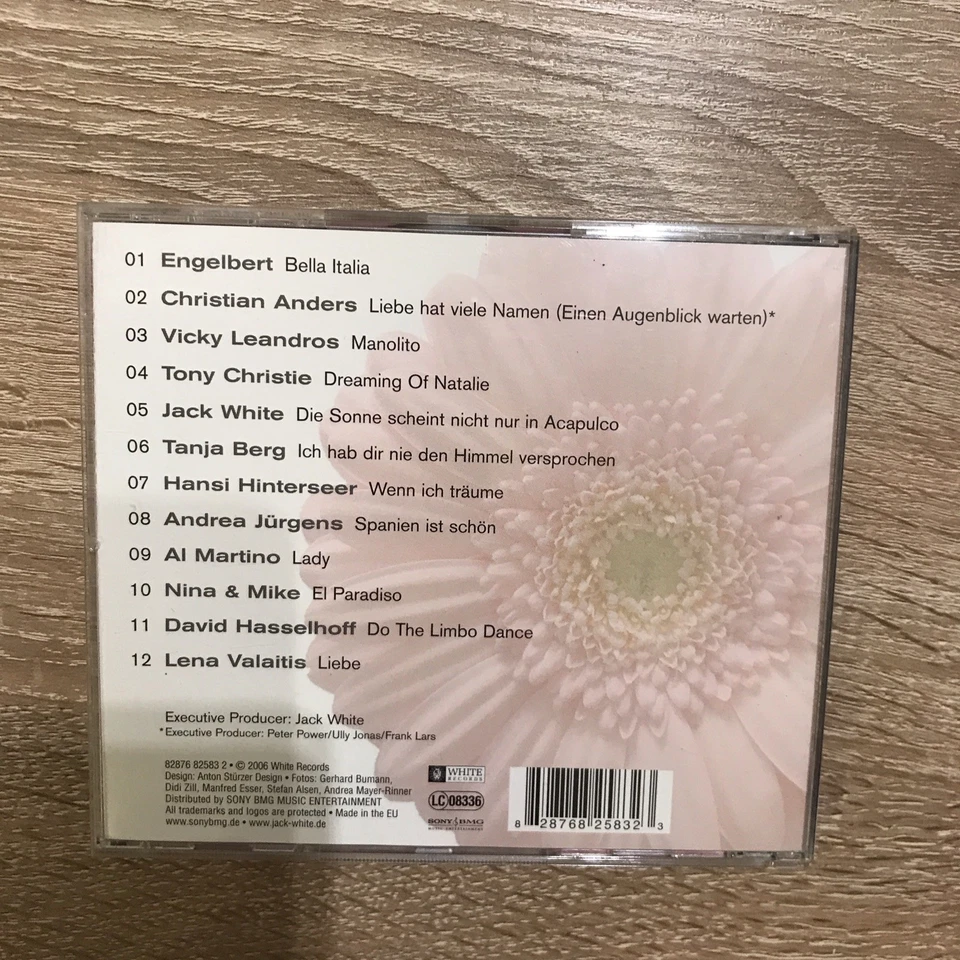 01 Engelbert Bella Italia
02 Christian Anders Liebe hat viele Namen (Einen Augenblick warten)*
03 Vicky Leandros Manolito
04 Tony Christie Dreaming Of Natalie
05 Jack White Die Sonne scheint nicht nur in Acapulco
06 Tanja Berg Ich hab dir nie den Himmel versprochen
07 Hansi Hinterseer Wenn ich träume
08 Andrea Jürgens Spanien ist schön
09 Al Martino Lady
10 Nina & Mike El Paradiso
11 David Hasselhoff Do The Limbo Dance
12 Lena Valaitis Liebe
Executive Producer: Jack White
*Executive Producer: Peter Power/Ully Jonas/Frank Lars
82876 82583 2 • © 2006 White Records
Design: Anton Stürzer Design • Fotos: Gerhard Bumann,
Didi Zill, Manfred Esser, Stefan Alsen, Andrea Mayer-Rinner
Distributed by SONY BMG MUSIC ENTERTAINMENT
All trademarks and logos are protected • Made in the EU
www.sonybmg.de • www.jack-white.de
WHITE
RECORDS
LC 08336
SONY BMG
MUSIC ENTERTAINMENT
8 28768 25832 3